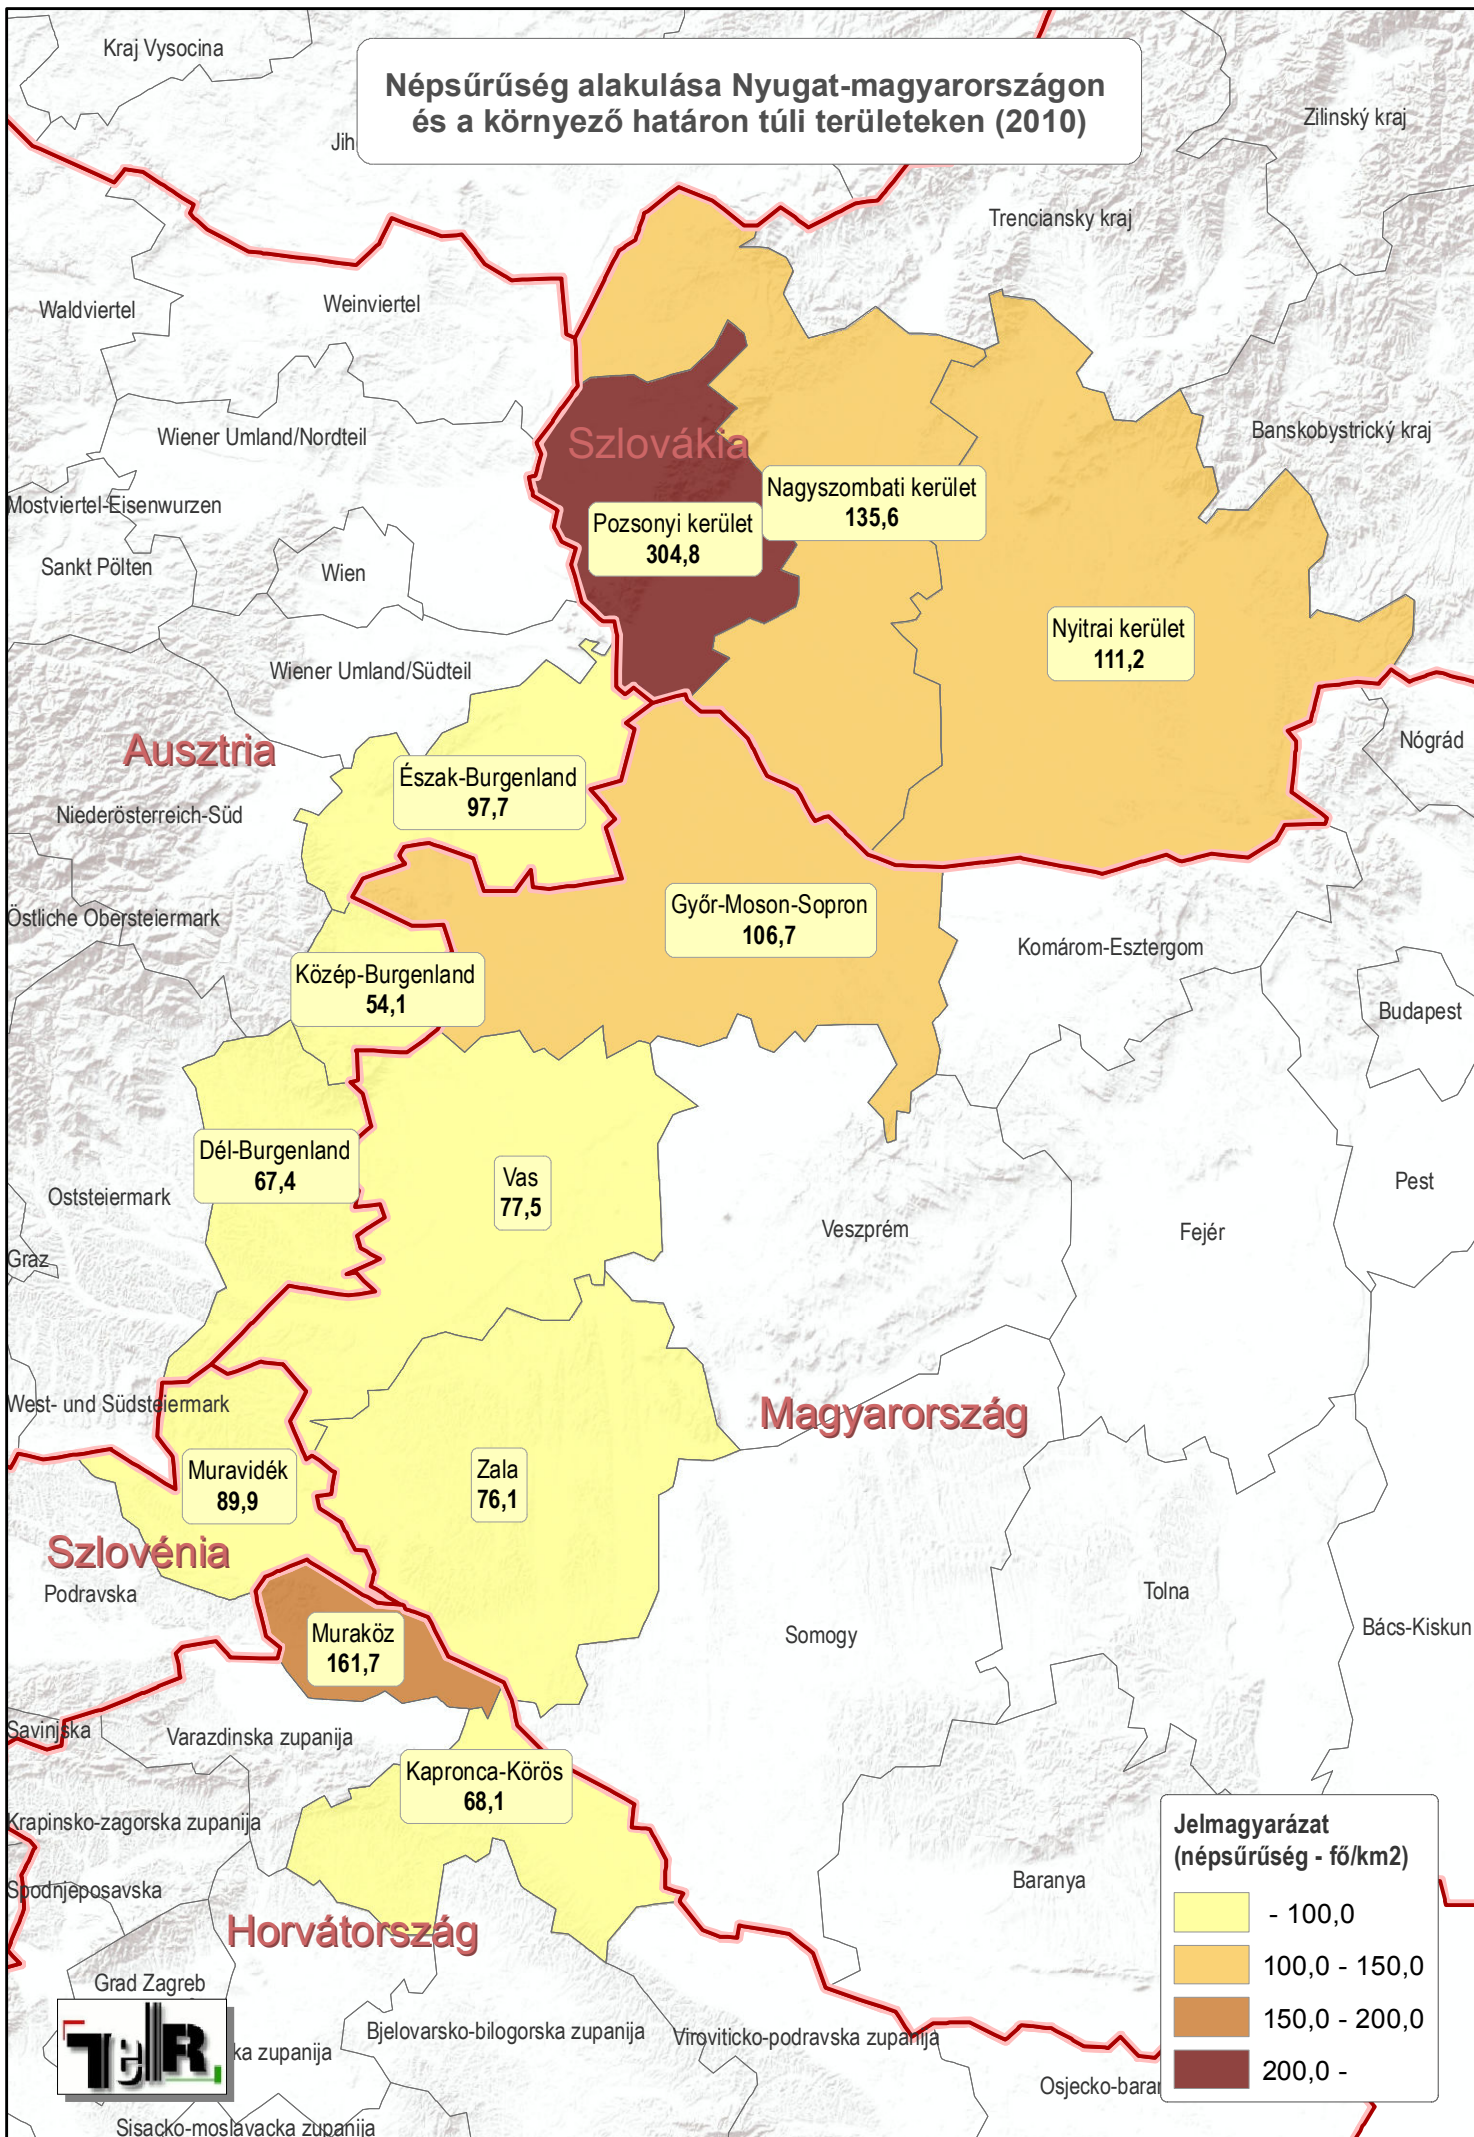 Kraj Vysocina
Népsűrűség alakulása Nyugat-magyarországon
és a környező határon túli területeken (2010)
Jih
Zilinský kraj
Trenciansky kraj
Waldviertel
Weinviertel
Wiener Umland/Nordteil
Szlovákia
Banskobystrický kraj
Mostviertel-Eisenwurzen
Nagyszombati kerület
135,6
Pozsonyi kerület
304,8
Sankt Pölten
Wien
Nyitrai kerület
111,2
Wiener Umland/Südteil
Ausztria
Nógrád
Észak-Burgenland
97,7
Niederösterreich-Süd
Győr-Moson-Sopron
106,7
Östliche Obersteiermark
Komárom-Esztergom
Közép-Burgenland
54,1
Budapest
Dél-Burgenland
67,4
Vas
77,5
Oststeiermark
Pest
Veszprém
Fejér
Graz
West- und Südsteiermark
Magyarország
Muravidék
89,9
Zala
76,1
Szlovénia
Podravska
Tolna
Muraköz
161,7
Somogy
Bács-Kiskun
Savinjska
Varazdinska zupanija
Kapronca-Körös
68,1
Krapinsko-zagorska zupanija
Jelmagyarázat
(népsűrűség - fő/km2)
- 100,0
100,0 - 150,0
150,0 - 200,0
200,0 -
Baranya
Spodnjeposavska
Horvátország
Grad Zagreb
TeIR
ka zupanija
Bjelovarsko-bilogorska zupanija
Viroviticko-podravska zupanija
Osjecko-barar
Sisacko-moslavacka zupanija